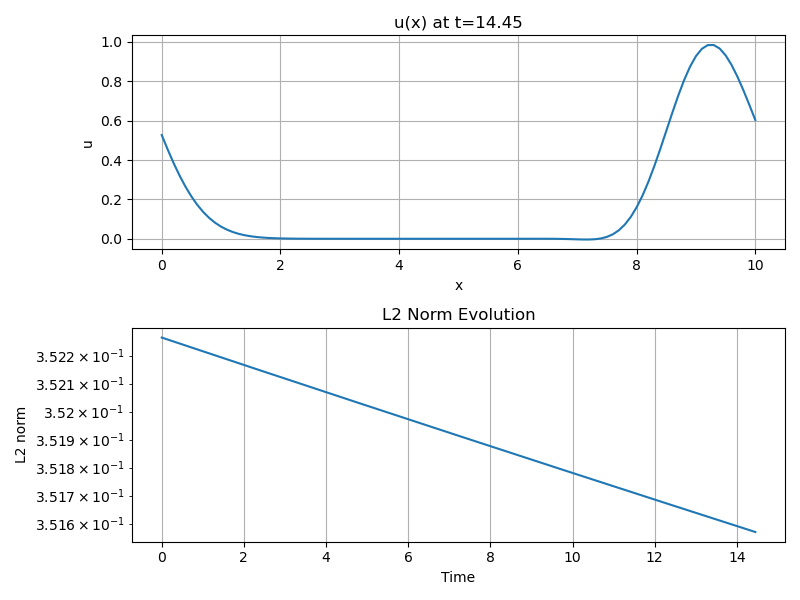 u(x) at t=14.45
1.0
0.8
0.6
0.4
0.2
0.0
u
0 2 4 6 8 10
x
L2 Norm Evolution
3.522 × 10⁻¹
3.521 × 10⁻¹
3.52 × 10⁻¹
3.519 × 10⁻¹
3.518 × 10⁻¹
3.517 × 10⁻¹
3.516 × 10⁻¹
L2 norm
0 2 4 6 8 10 12 14
Time